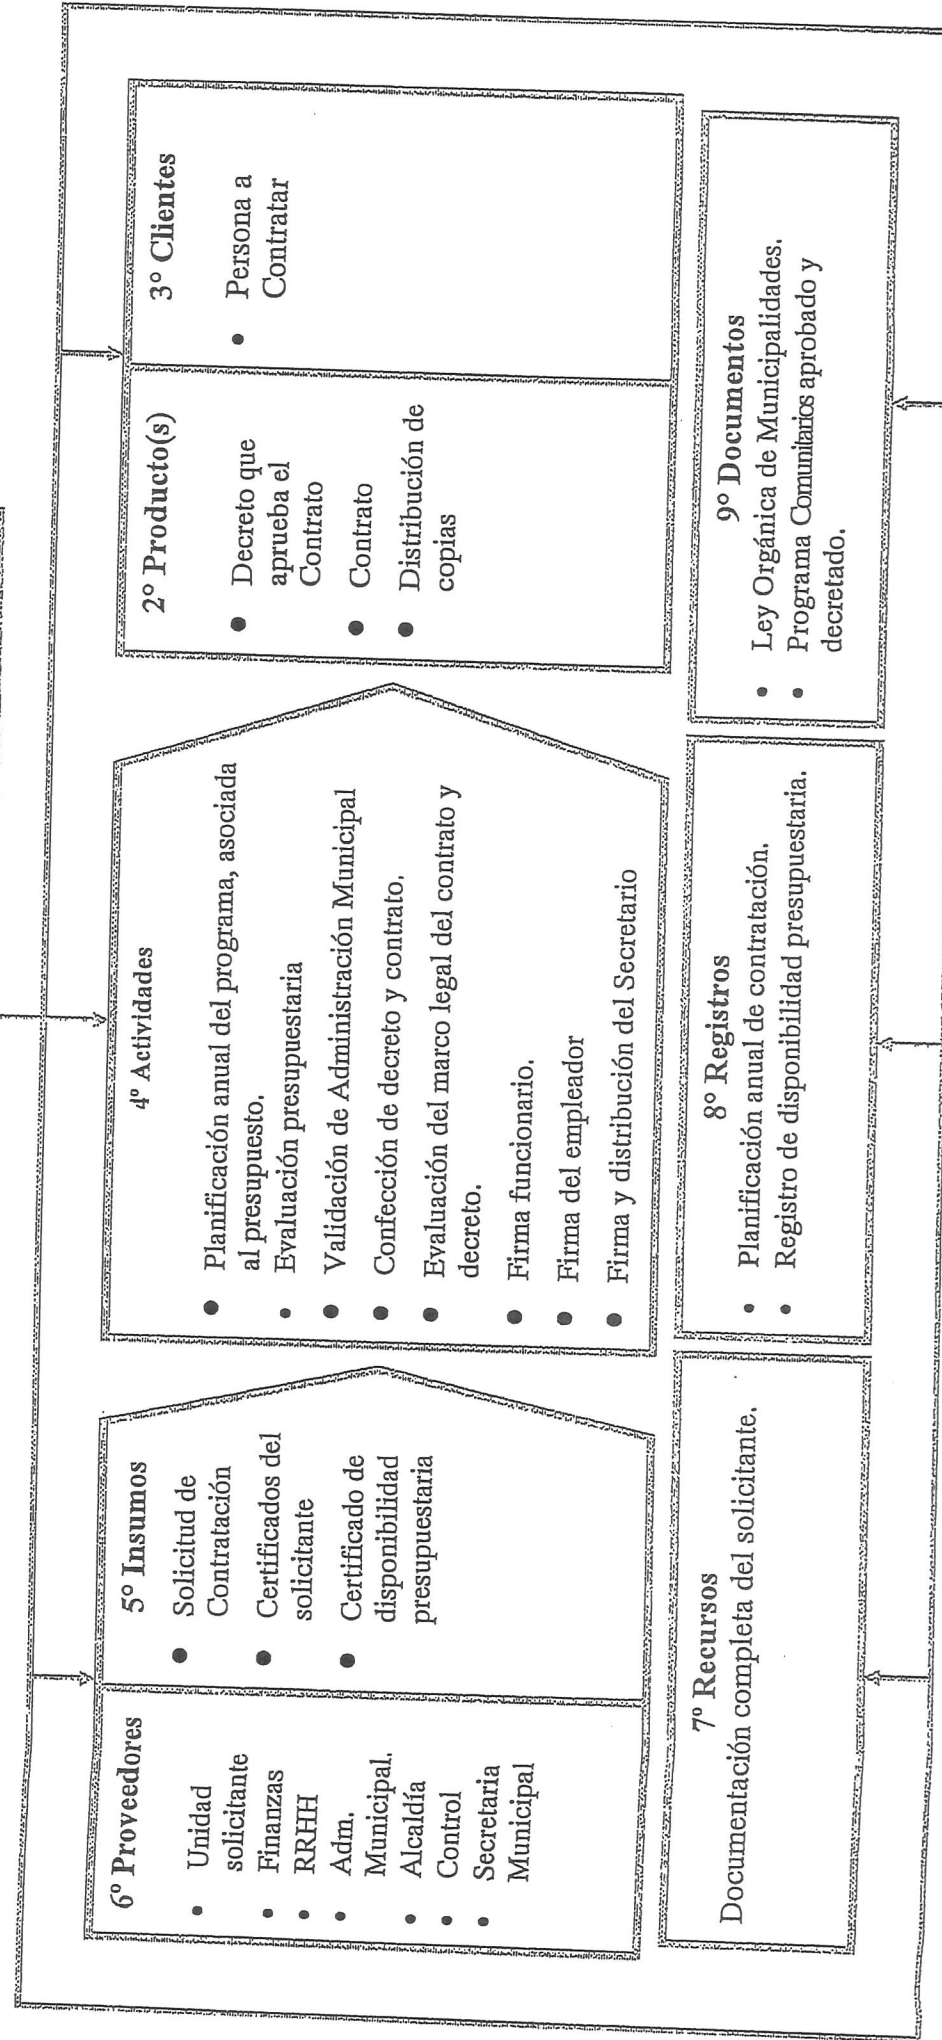 6º Proveedores
• Unidad
solicitante
• Finanzas
• RRHH
• Adm.
Municipal.
• Alcaldía
• Control
• Secretaria
Municipal
5º Insumos
• Solicitud de
Contratación
• Certificados del
solicitante
• Certificado de
disponibilidad
presupuestaria
4º Actividades
• Planificación anual del programa, asociada
al presupuesto.
• Evaluación presupuestaria
• Validación de Administración Municipal
• Confección de decreto y contrato.
• Evaluación del marco legal del contrato y
decreto.
• Firma funcionario.
• Firma del empleador
• Firma y distribución del Secretario
2º Producto(s)
• Decreto que
aprueba el
Contrato
• Contrato
• Distribución de
copias
3º Clientes
• Persona a
Contratar
7º Recursos
Documentación completa del solicitante.
8º Registros
• Planificación anual de contratación.
• Registro de disponibilidad presupuestaria.
9º Documentos
• Ley Orgánica de Municipalidades.
• Programa Comunitarios aprobado y
decretado.